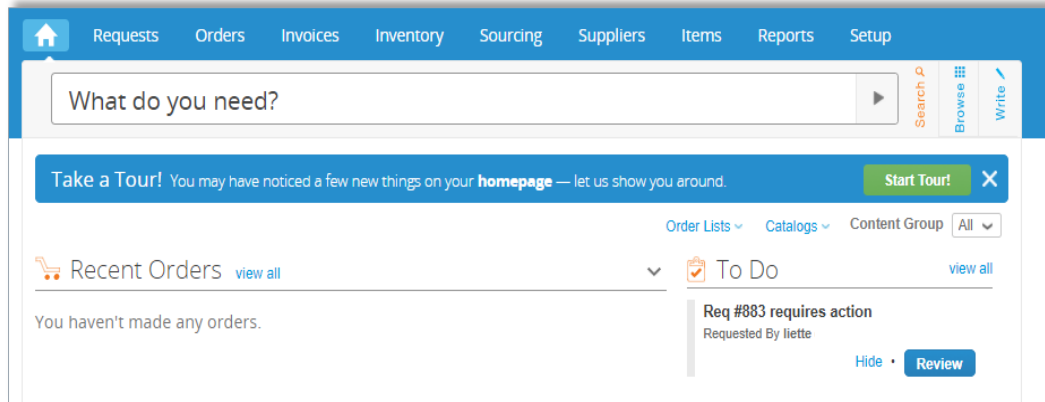 Requests Orders Invoices Inventory Sourcing Suppliers Items Reports Setup
What do you need?
Search
Browse
Write
Take a Tour! You may have noticed a few new things on your homepage — let us show you around. Start Tour!
Order Lists Catalogs Content Group All
Recent Orders view all
You haven't made any orders.
To Do view all
Req #883 requires action
Requested By liette
Hide • Review